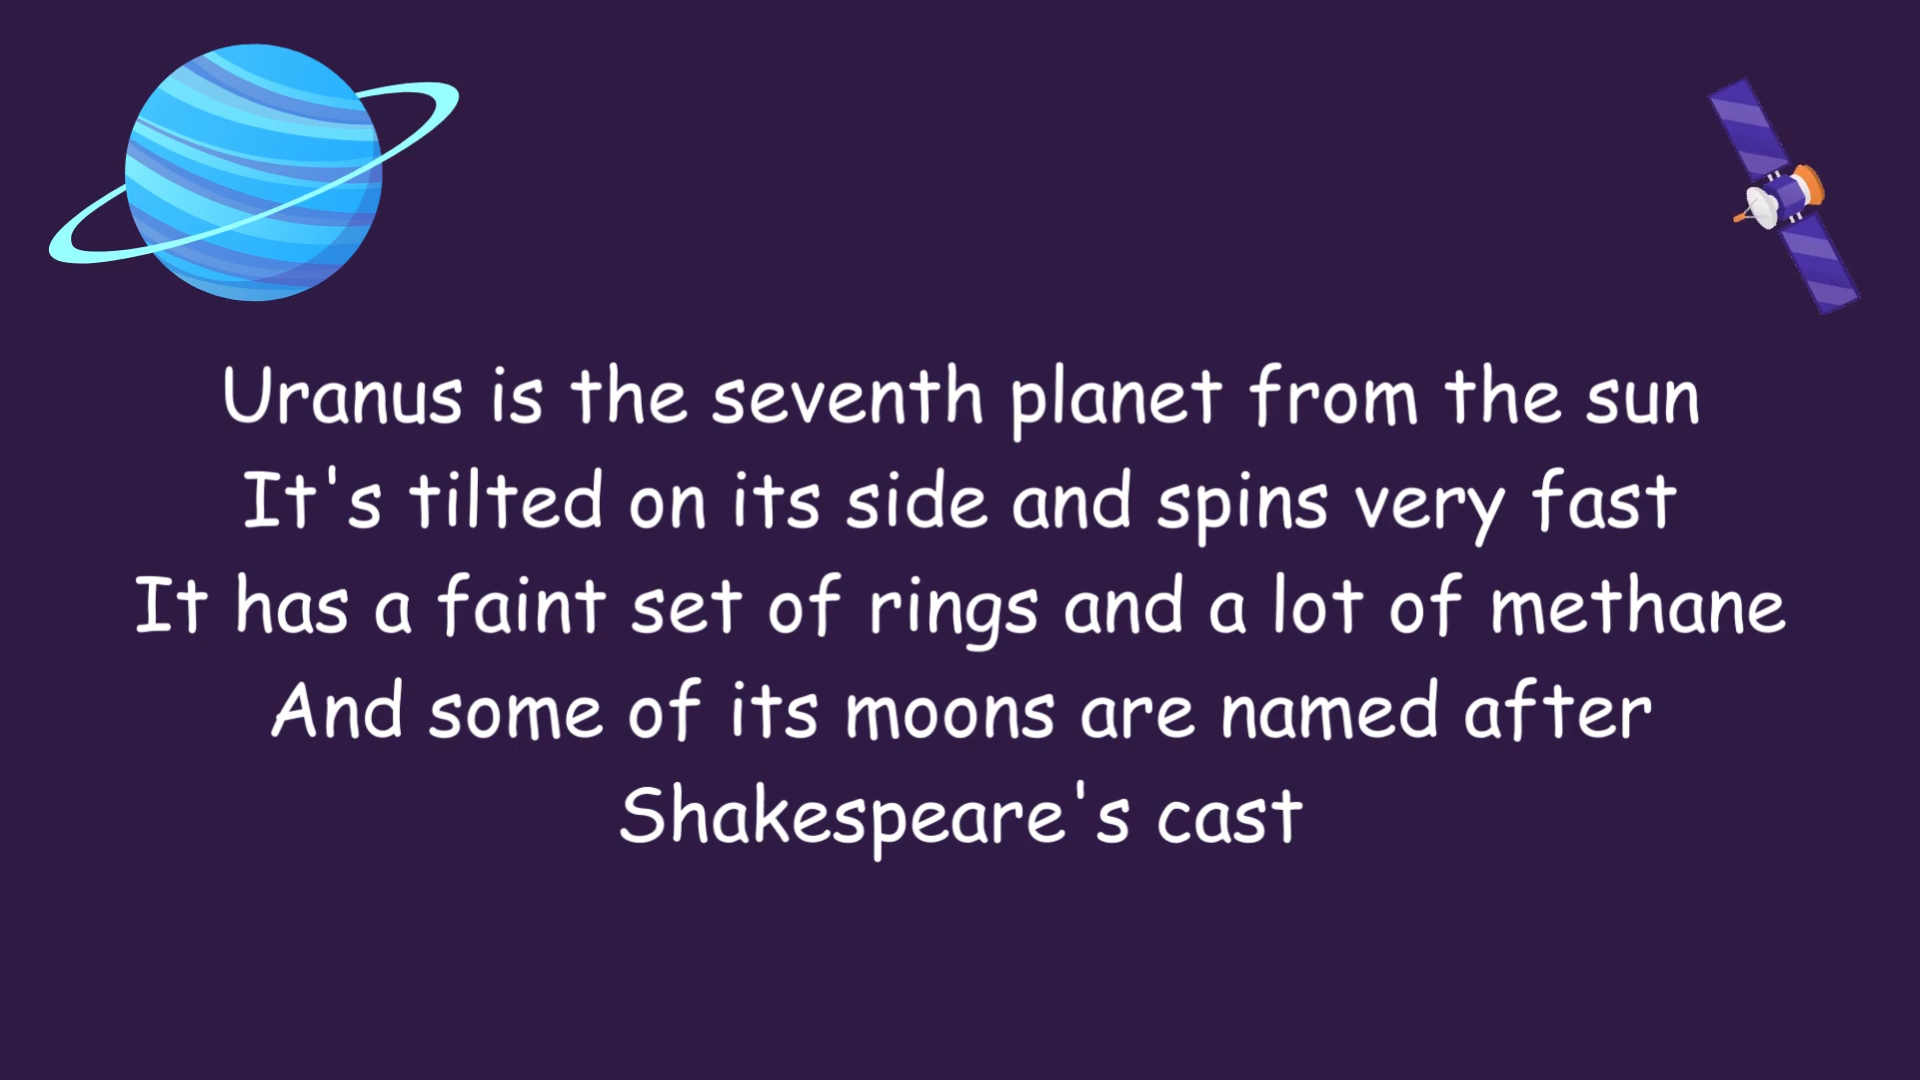 Uranus is the seventh planet from the sun
It's tilted on its side and spins very fast
It has a faint set of rings and a lot of methane
And some of its moons are named after
Shakespeare's cast